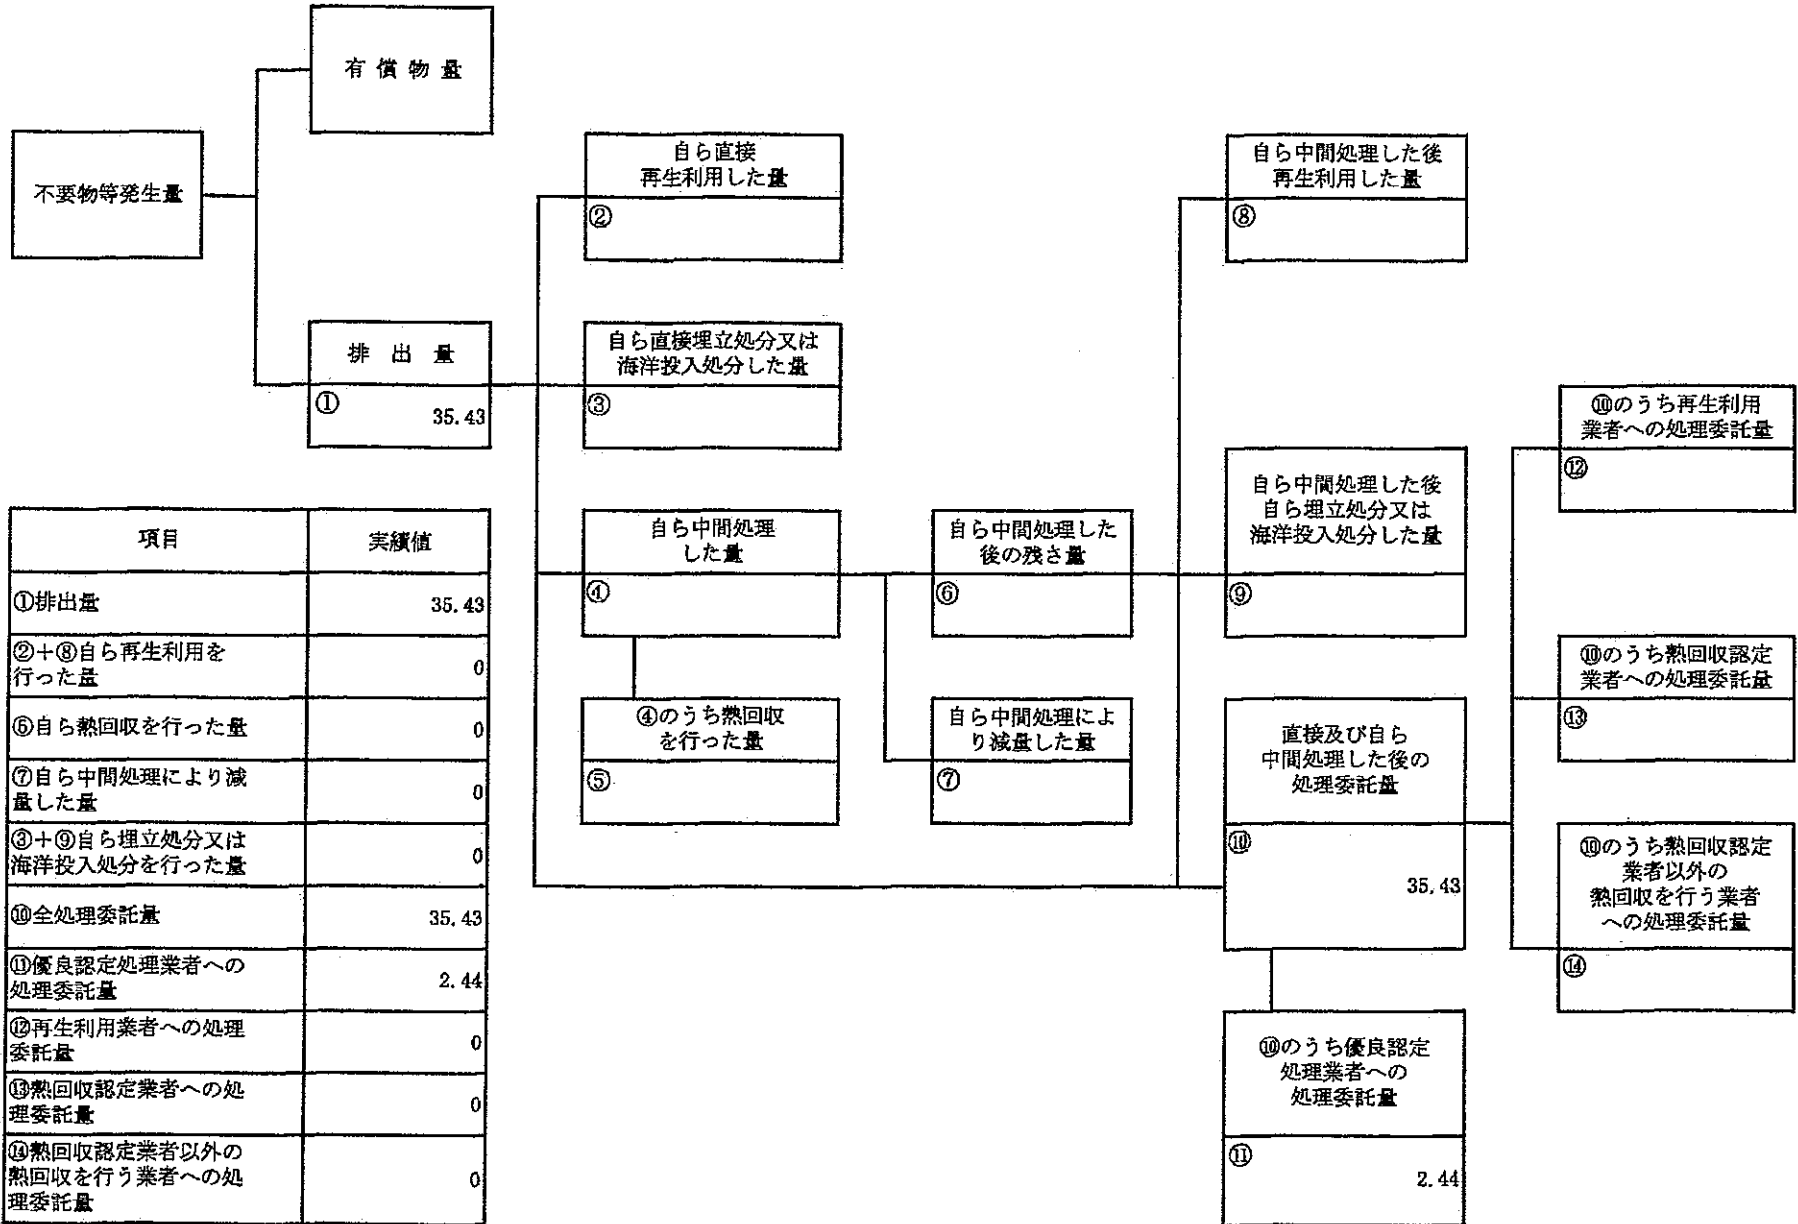 有償物量
不要物等発生量
排出量
①
35.43
自ら直接
再生利用した量
②
自ら直接埋立処分又は
海洋投入処分した量
③
自ら中間処理
した量
④
④のうち熱回収
を行った量
⑤
自ら中間処理した
後の残さ量
⑥
自ら中間処理によ
り減量した量
⑦
自ら中間処理した後
再生利用した量
⑧
自ら中間処理した後
自ら埋立処分又は
海洋投入処分した量
⑨
直接及び自ら
中間処理した後の
処理委託量
⑩
35.43
⑩のうち優良認定
処理業者への
処理委託量
⑪
2.44
⑩のうち再生利用
業者への処理委託量
⑫
⑩のうち熱回収認定
業者への処理委託量
⑬
⑩のうち熱回収認定
業者以外の
熱回収を行う業者
への処理委託量
⑭
項目 実績値
①排出量 35.43
②+⑧自ら再生利用を
行った量 0
⑥自ら熱回収を行った量 0
⑦自ら中間処理により減
量した量 0
③+⑨自ら埋立処分又は
海洋投入処分を行った量 0
⑩全処理委託量 35.43
⑪優良認定処理業者への
処理委託量 2.44
⑫再生利用業者への処理
委託量 0
⑬熱回収認定業者への処
理委託量 0
⑭熱回収認定業者以外の
熱回収を行う業者への処
理委託量 0